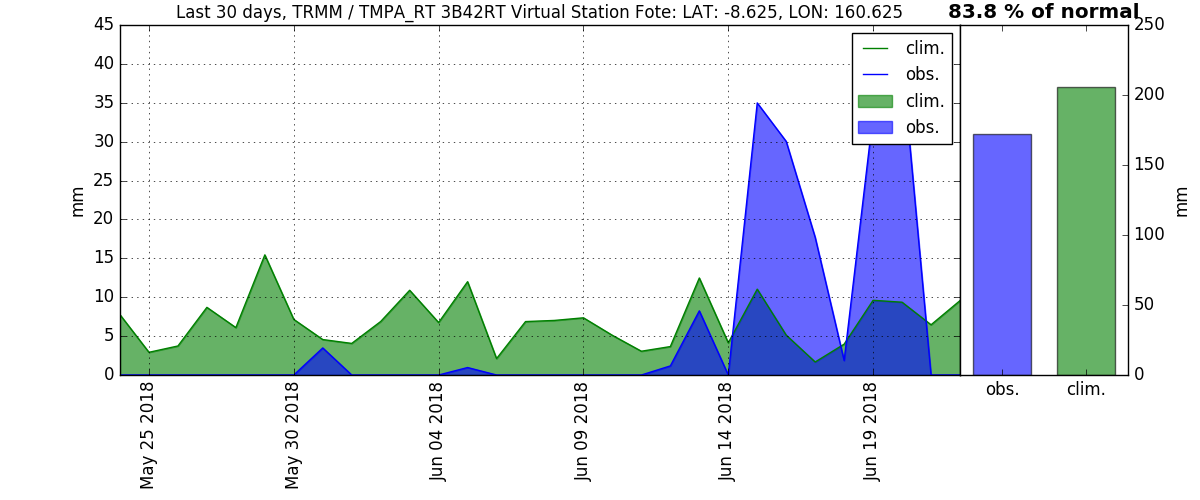 Last 30 days, TRMM / TMPA_RT 3B42RT Virtual Station Fote: LAT: -8.625, LON: 160.625
83.8 % of normal
45
40
35
30
25
20
15
10
5
0
mm
clim.
obs.
clim.
obs.
May 25 2018
May 30 2018
Jun 04 2018
Jun 09 2018
Jun 14 2018
Jun 19 2018
250
200
150
100
50
0
mm
obs.
clim.